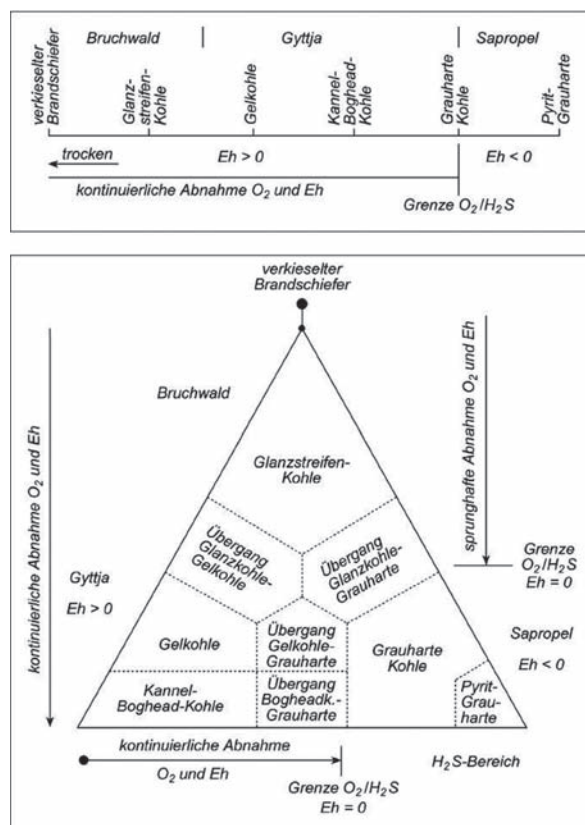 Bruchwald
Gyttja
Sapropel
verkieselter
Brandschiefer
Glanz-
streifen-
Kohle
Gelkohle
Kannel-
Boghead-
Kohle
Grauharte
Kohle
Pyrit-
Grauharte
trocken
Eh > 0
Eh < 0
kontinuierliche Abnahme O₂ und Eh
Grenze O₂/H₂S
verkieselter
Brandschiefer
kontinuierliche Abnahme O₂ und Eh
Bruchwald
sprunghafte Abnahme O₂ und Eh
Glanzstreifen-
Kohle
Übergang
Glanzkohle-
Gelkohle
Übergang
Glanzkohle-
Grauharte
Grenze
O₂/H₂S
Eh = 0
Gyttja
Eh > 0
Sapropel
Eh < 0
Gelkohle
Übergang
Gelkohle-
Grauharte
Grauharte
Kohle
Kannel-
Boghead-Kohle
Übergang
Bogheadk.-
Grauharte
Pyrit-
Grau-
harte
kontinuierliche Abnahme
O₂ und Eh
Grenze O₂/H₂S
Eh = 0
H₂S-Bereich